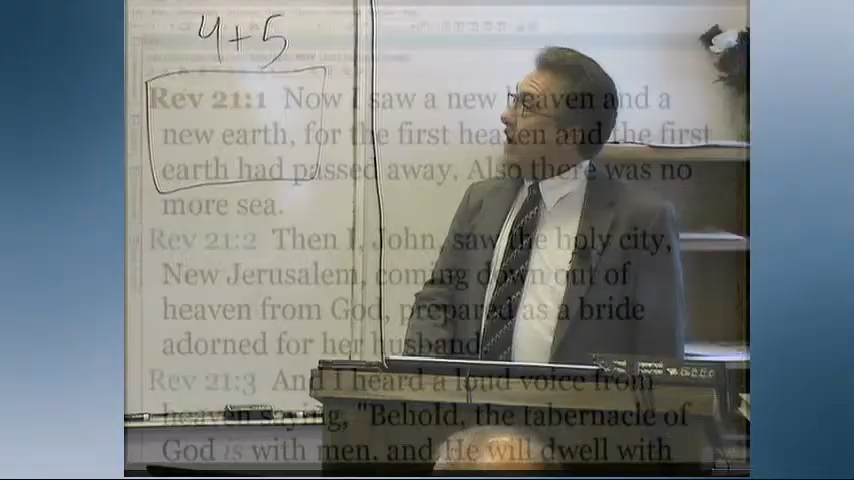 4+5
Rev 21:1 Now I saw a new heaven and a
new earth, for the first heaven and the first
earth had passed away. Also there was no
more sea.
Rev 21:2 Then I, John, saw the holy city,
New Jerusalem, coming down out of
heaven from God, prepared as a bride
adorned for her husband.
Rev 21:3 And I heard a loud voice from
heaven saying, "Behold, the tabernacle of
God is with men, and He will dwell with